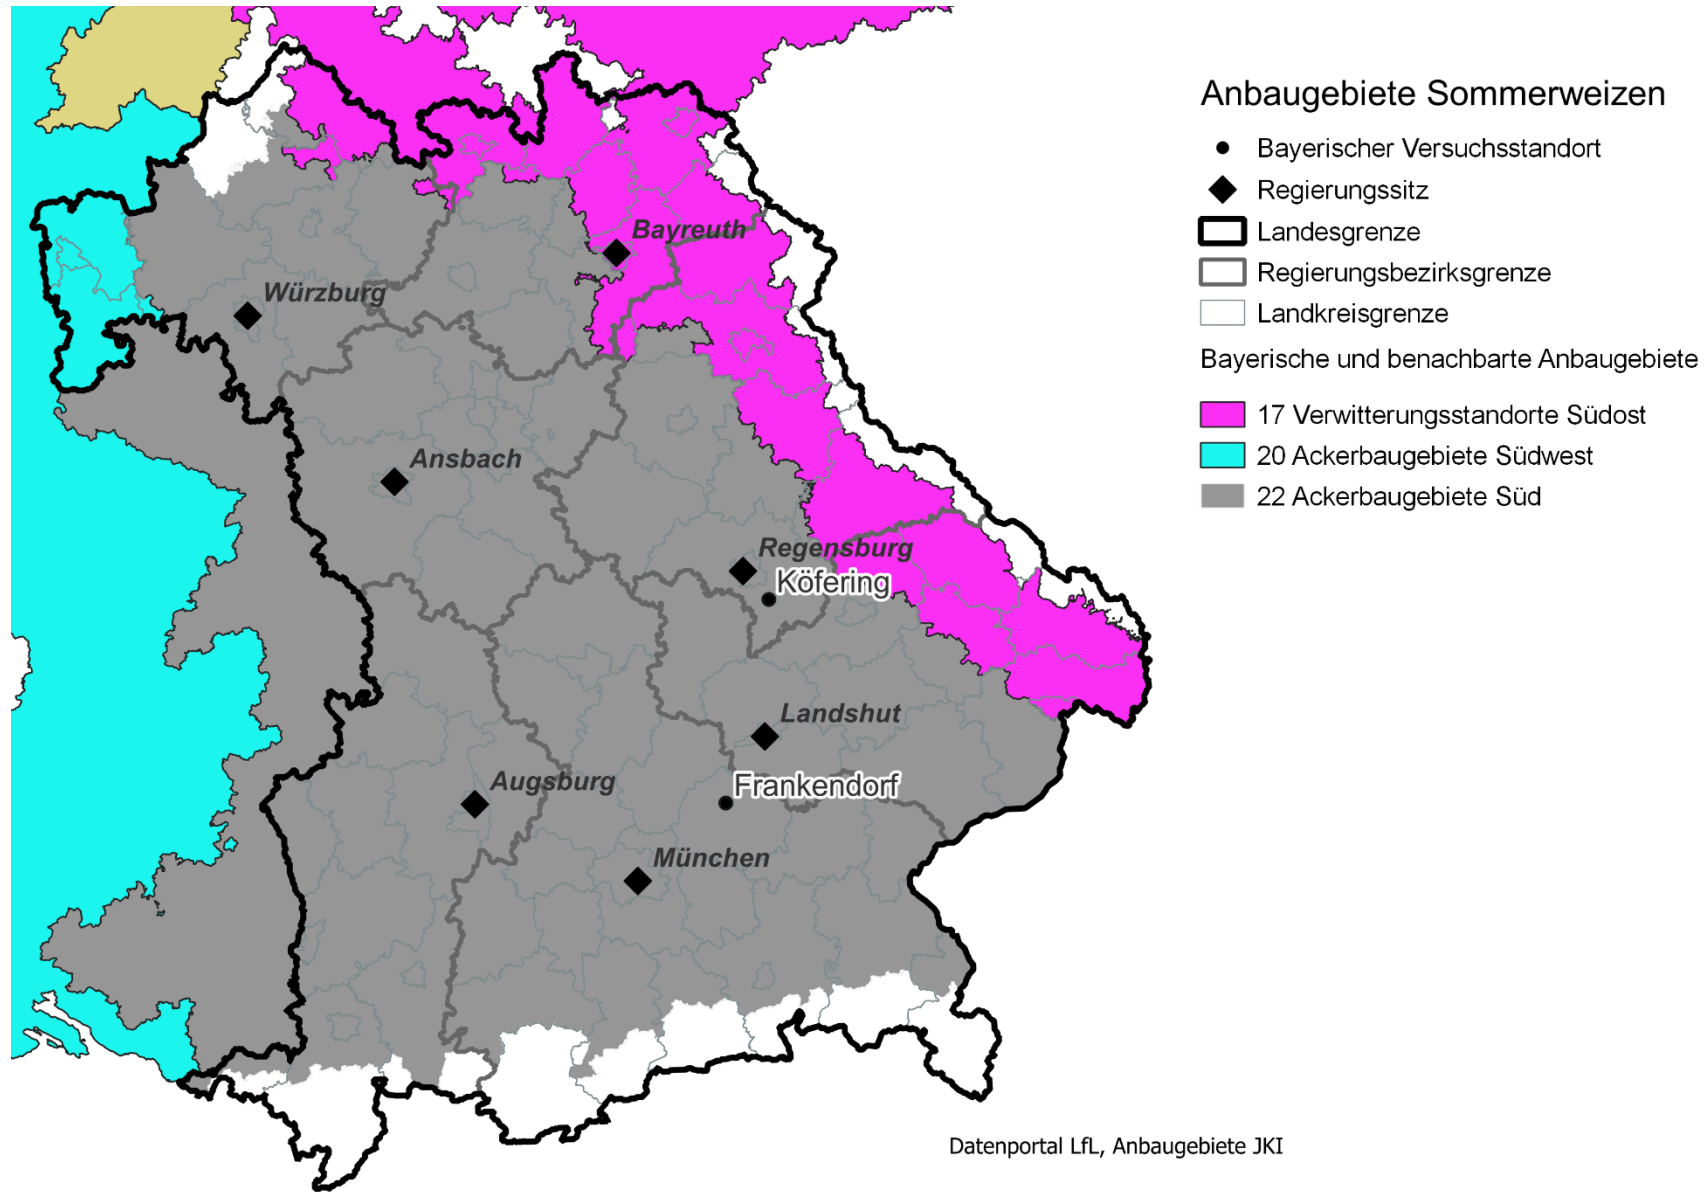 Anbaugebiete Sommerweizen
Bayerischer Versuchsstandort
Regierungssitz
Landesgrenze
Regierungsbezirksgrenze
Landkreisgrenze
Bayerische und benachbarte Anbaugebiete
17 Verwitterungsstandorte Südost
20 Ackerbaugebiete Südwest
22 Ackerbaugebiete Süd
Bayreuth
Würzburg
Ansbach
Regensburg
Köfering
Landshut
Augsburg
Frankendorf
München
Datenportal LfL, Anbaugebiete JKI